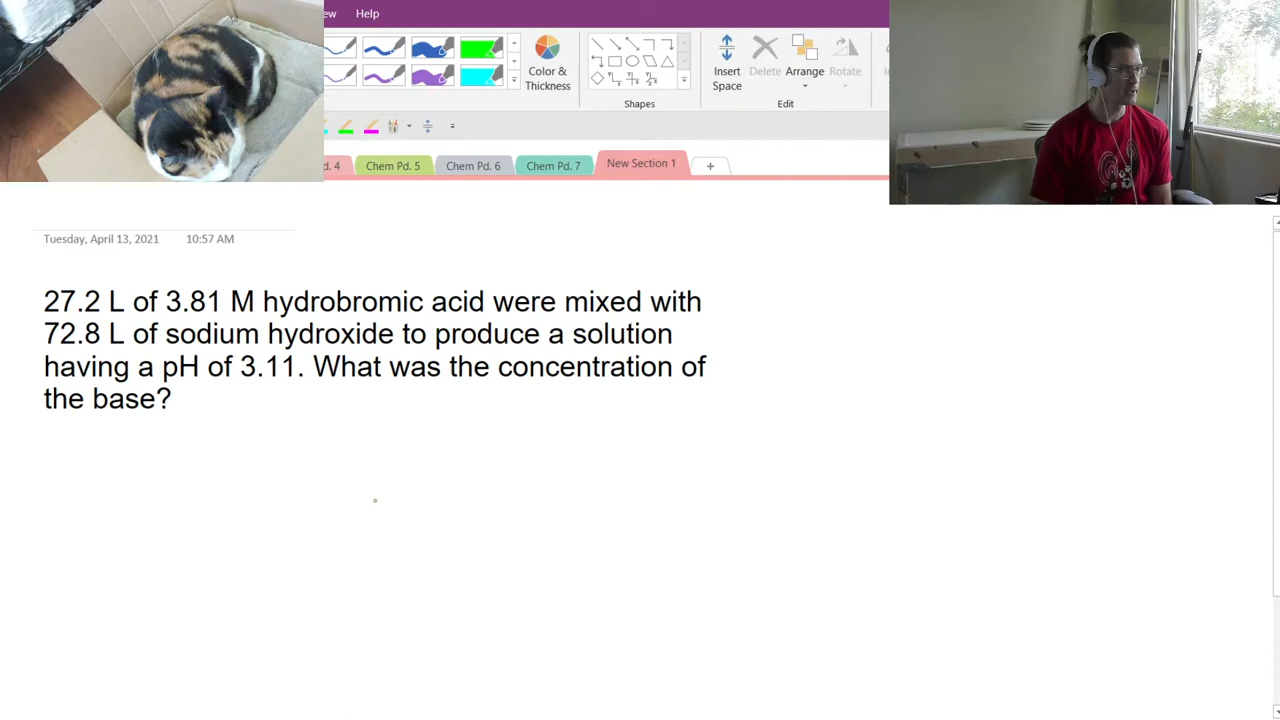 ew Help
Color & Thickness
Shapes
Insert Space
Delete
Arrange
Rotate
Edit
d. 4
Chem Pd. 5
Chem Pd. 6
Chem Pd. 7
New Section 1
+
Tuesday, April 13, 2021 10:57 AM
27.2 L of 3.81 M hydrobromic acid were mixed with
72.8 L of sodium hydroxide to produce a solution
having a pH of 3.11. What was the concentration of
the base?